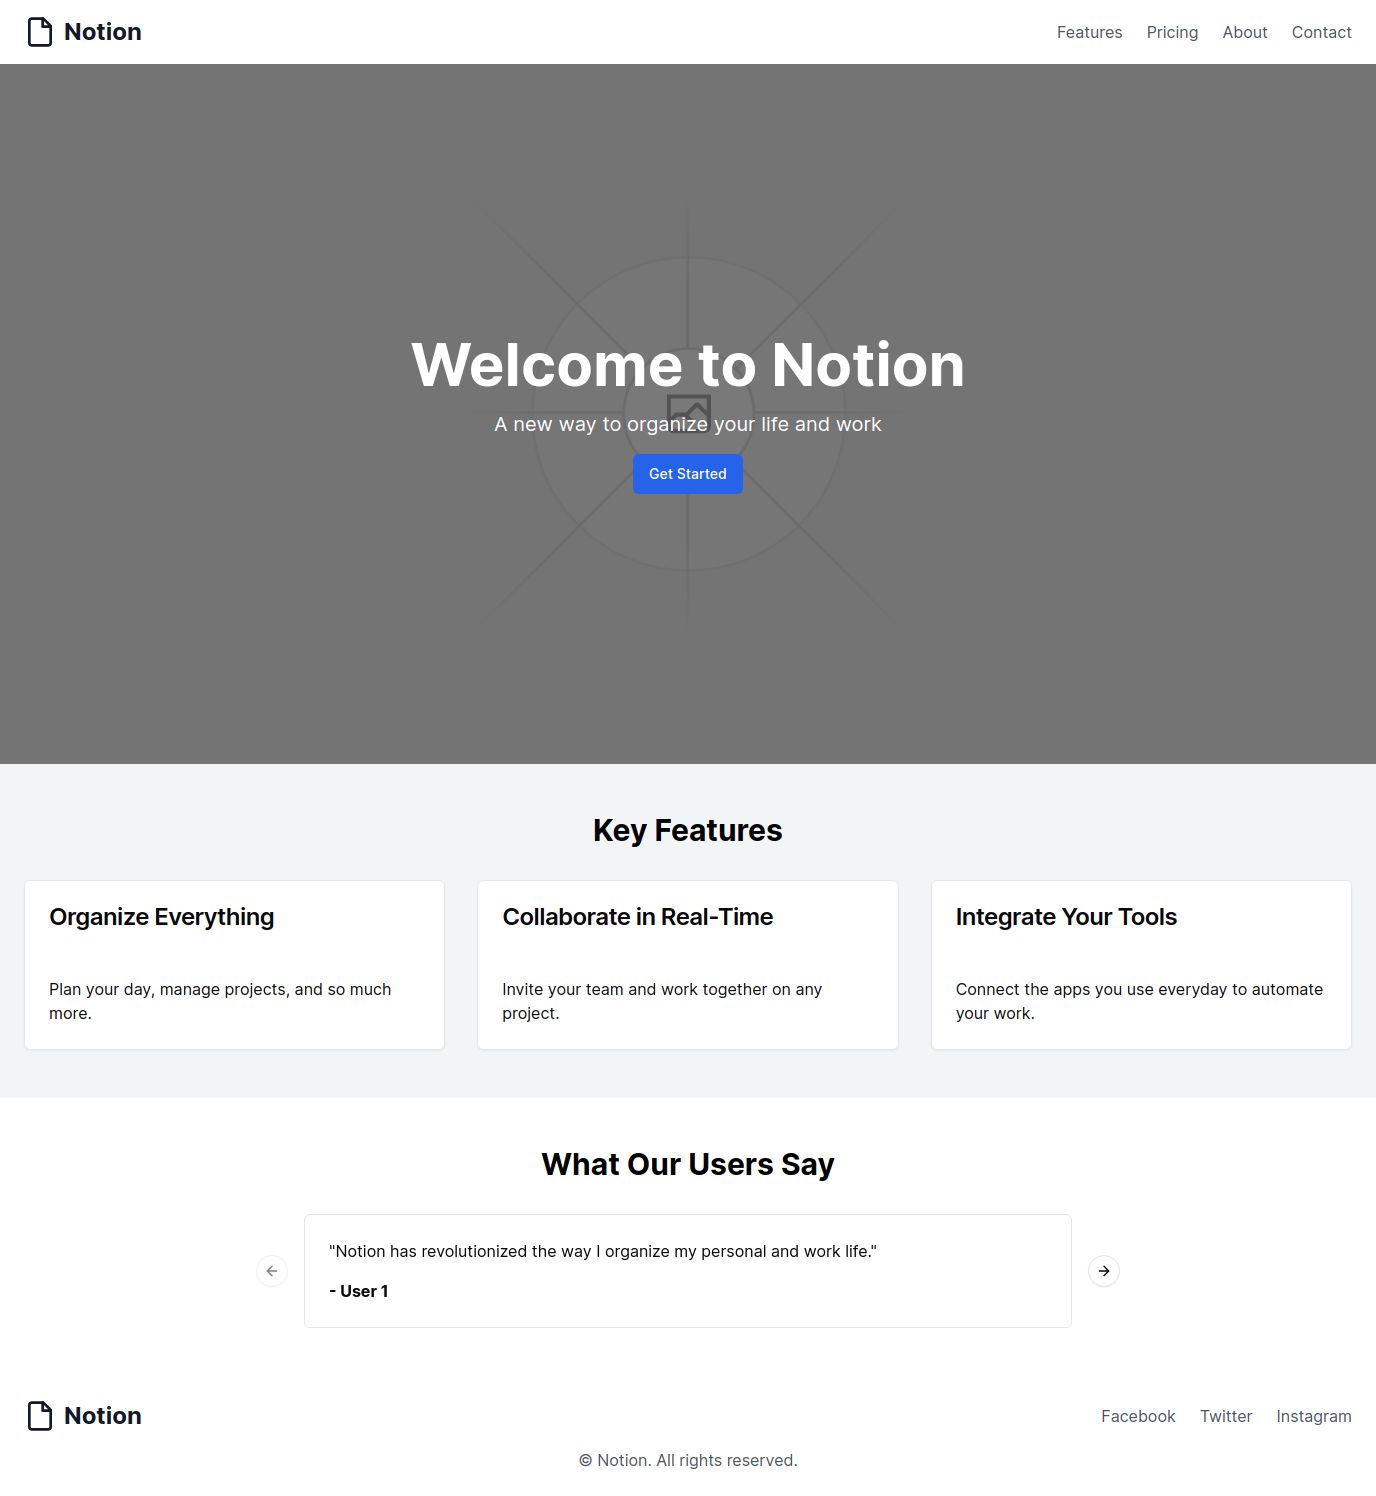 Notion
Features Pricing About Contact
Welcome to Notion
A new way to organize your life and work
Get Started
Key Features
Organize Everything
Plan your day, manage projects, and so much
more.
Collaborate in Real-Time
Invite your team and work together on any
project.
Integrate Your Tools
Connect the apps you use everyday to automate
your work.
What Our Users Say
"Notion has revolutionized the way I organize my personal and work life."
- User 1
Notion
Facebook Twitter Instagram
© Notion. All rights reserved.